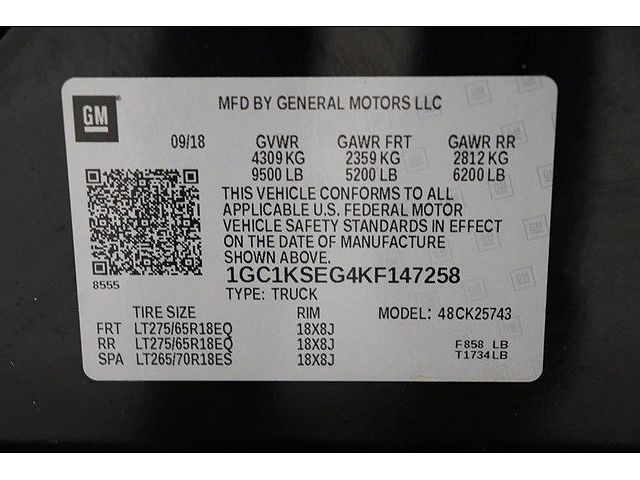 GM
MFD BY GENERAL MOTORS LLC
09/18 GVWR GAWR FRT GAWR RR
4309 KG 2359 KG 2812 KG
9500 LB 5200 LB 6200 LB
THIS VEHICLE CONFORMS TO ALL
APPLICABLE U.S. FEDERAL MOTOR
VEHICLE SAFETY STANDARDS IN EFFECT
ON THE DATE OF MANUFACTURE
SHOWN ABOVE.
8555
1GC1KSEG4KF147258
TYPE: TRUCK
TIRE SIZE RIM MODEL: 48CK25743
FRT LT275/65R18EQ 18X8J
RR LT275/65R18EQ 18X8J F858 LB
SPA LT265/70R18ES 18X8J T1734LB